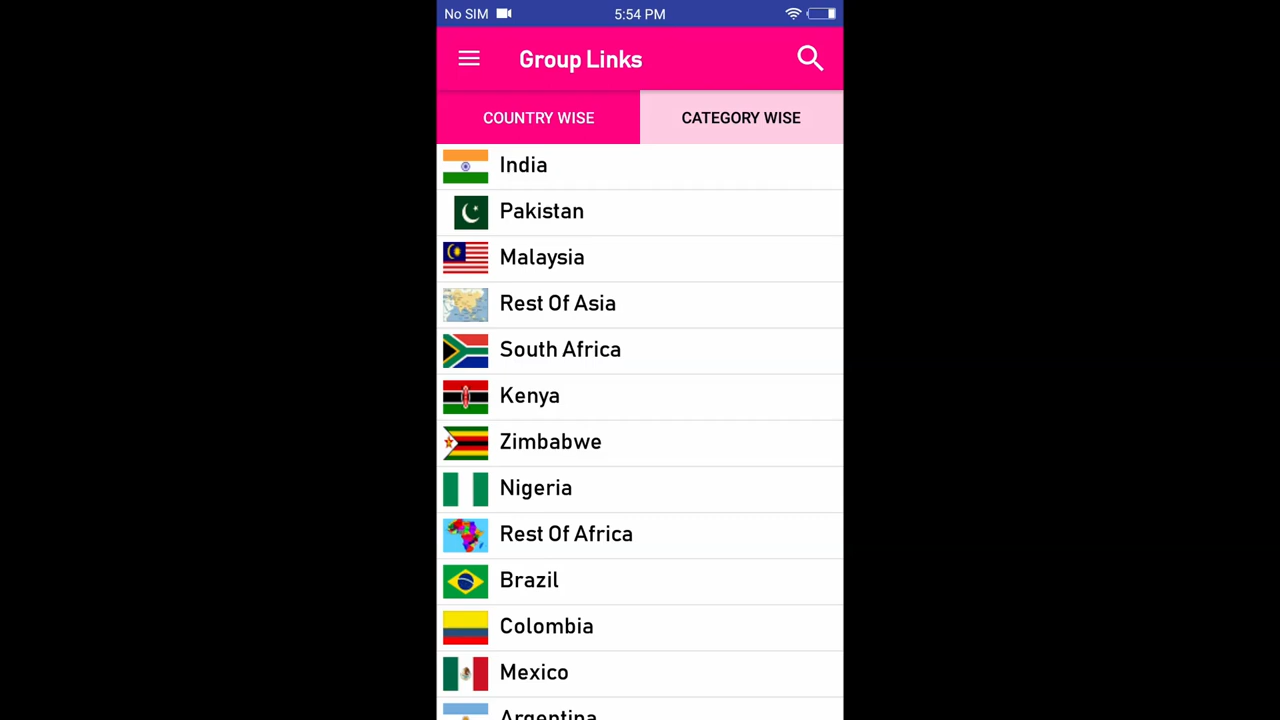 No SIM 5:54 PM
Group Links
COUNTRY WISE CATEGORY WISE
India
Pakistan
Malaysia
Rest Of Asia
South Africa
Kenya
Zimbabwe
Nigeria
Rest Of Africa
Brazil
Colombia
Mexico
Argentina